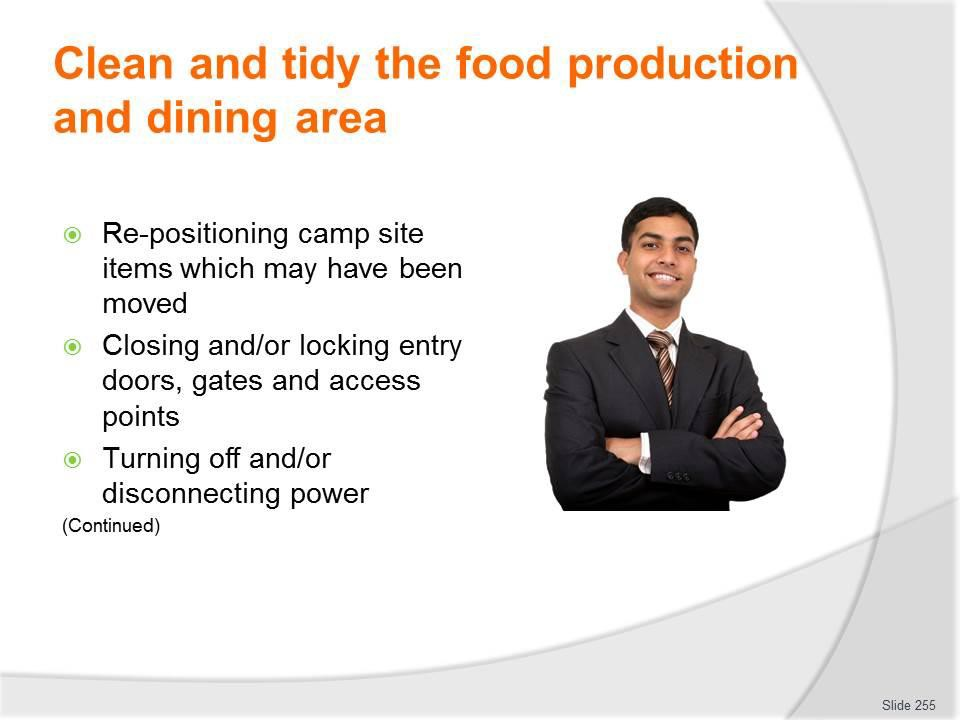 Clean and tidy the food production
and dining area
Re-positioning camp site
items which may have been
moved
Closing and/or locking entry
doors, gates and access
points
Turning off and/or
disconnecting power
(Continued)
Slide 255